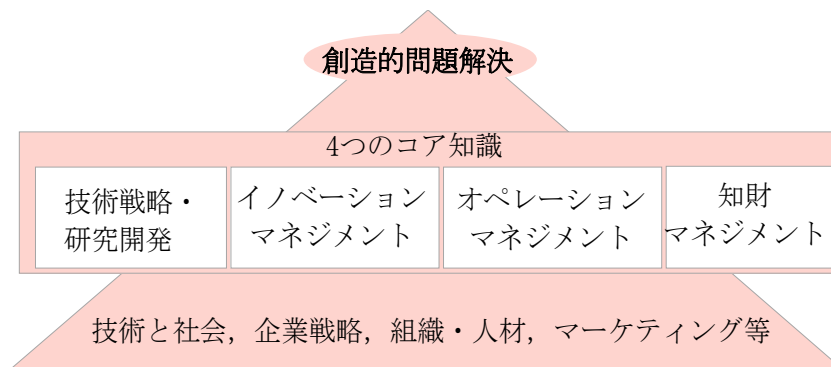 創造的問題解決
4つのコア知識
技術戦略・
研究開発
イノベーション
マネジメント
オペレーション
マネジメント
知財
マネジメント
技術と社会，企業戦略，組織・人材，マーケティング等